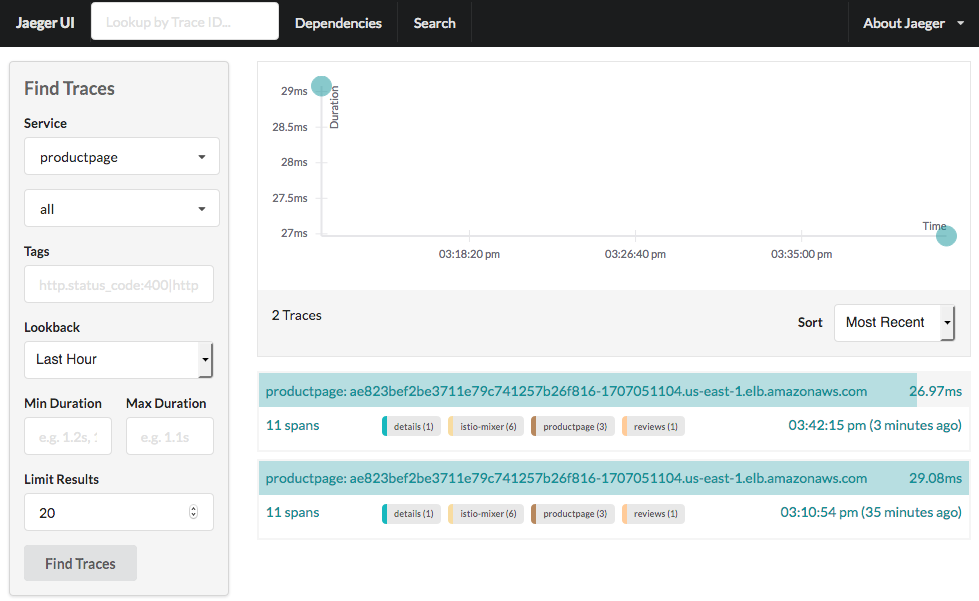 Jaeger UI Lookup by Trace ID... Dependencies Search About Jaeger
Find Traces
Service
productpage
all
Tags
http.status_code:400|http
Lookback
Last Hour
Min Duration Max Duration
e.g. 1.2s, e.g. 1.1s
Limit Results
20
Find Traces
29ms
28.5ms
28ms
27.5ms
27ms
Duration
Time
03:18:20 pm 03:26:40 pm 03:35:00 pm
2 Traces Sort Most Recent
productpage: ae823bef2be3711e79c741257b26f816-1707051104.us-east-1.elb.amazonaws.com 26.97ms
11 spans details (1) istio-mixer (6) productpage (3) reviews (1) 03:42:15 pm (3 minutes ago)
productpage: ae823bef2be3711e79c741257b26f816-1707051104.us-east-1.elb.amazonaws.com 29.08ms
11 spans details (1) istio-mixer (6) productpage (3) reviews (1) 03:10:54 pm (35 minutes ago)